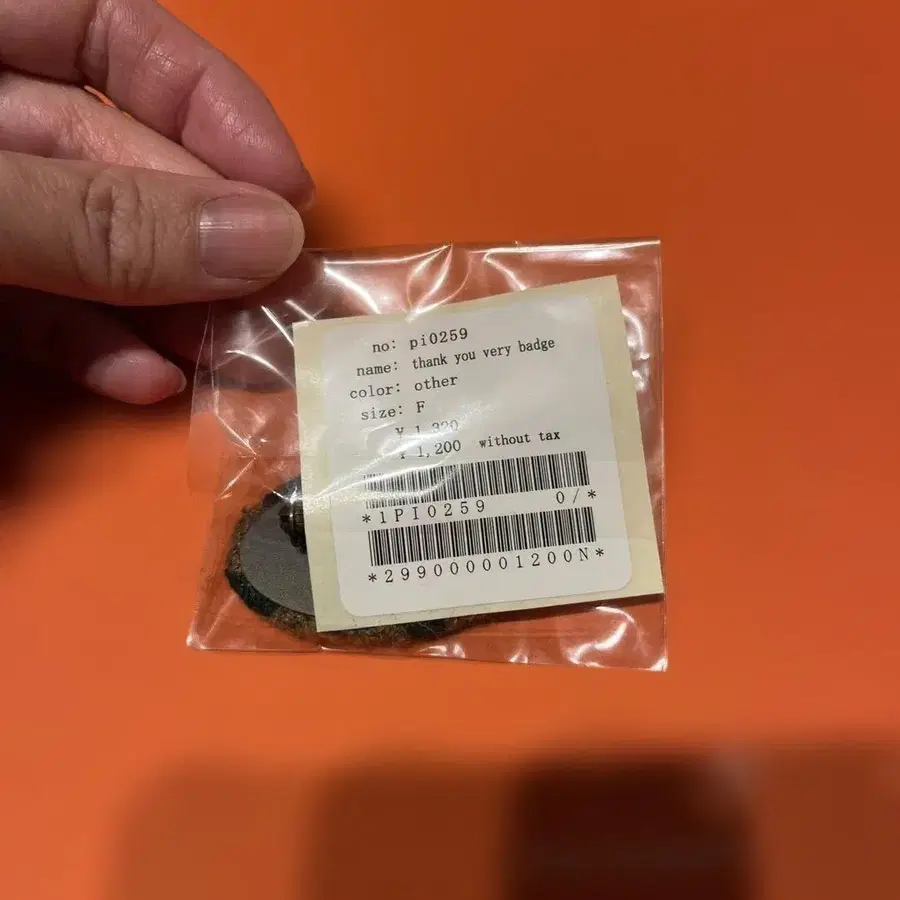 no: pi0259
name: thank you very badge
color: other
size: F
¥ 1,320
¥ 1,200 without tax
*1PI0259 0/*
*299000001200N*